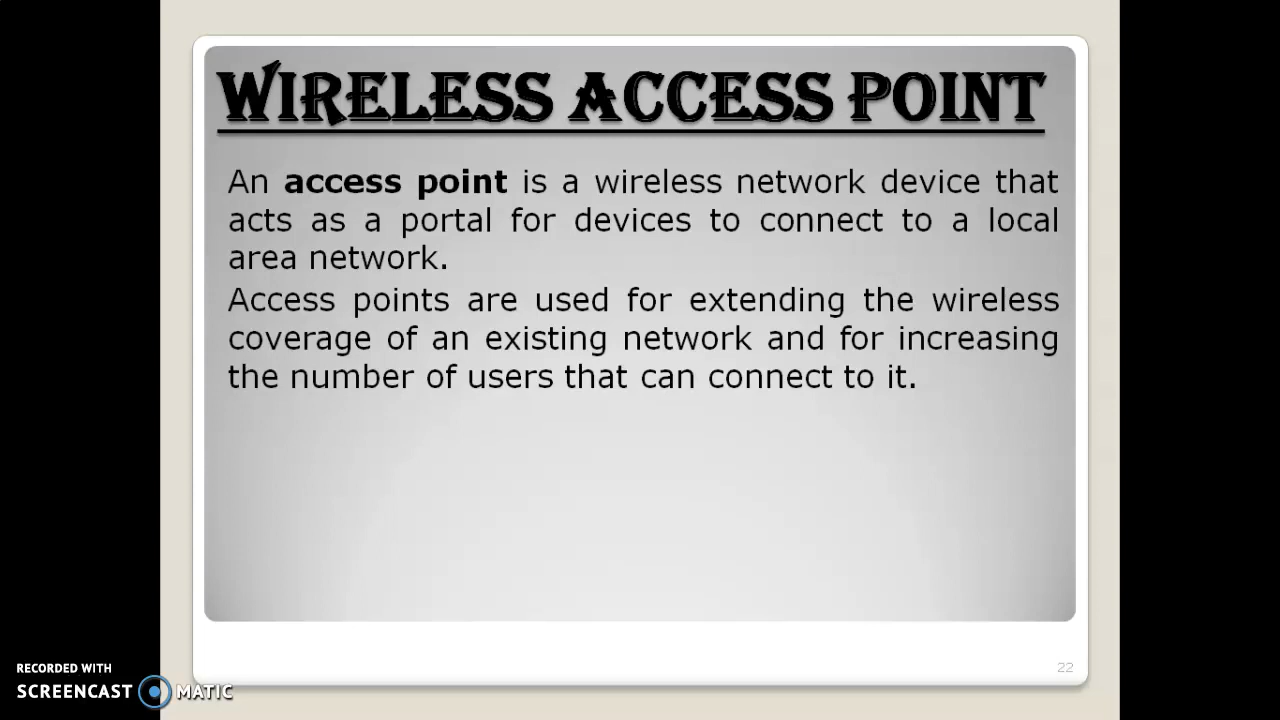 WIRELESS ACCESS POINT
An access point is a wireless network device that
acts as a portal for devices to connect to a local
area network.
Access points are used for extending the wireless
coverage of an existing network and for increasing
the number of users that can connect to it.
22
RECORDED WITH
SCREENCAST MATIC